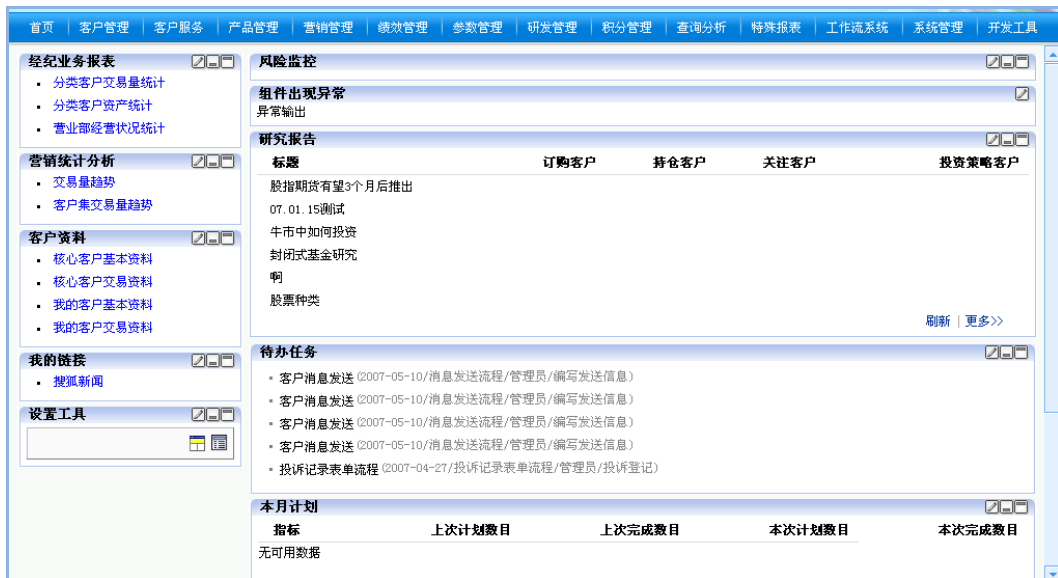 首页 客户管理 客户服务 产品管理 营销管理 绩效管理 参数管理 研发管理 积分管理 查询分析 特殊报表 工作流系统 系统管理 开发工具
经纪业务报表
分类客户交易量统计
分类客户资产统计
营业部经营状况统计
营销统计分析
交易量趋势
客户集交易量趋势
客户资料
核心客户基本资料
核心客户交易资料
我的客户基本资料
我的客户交易资料
我的链接
搜狐新闻
设置工具
风险监控
组件出现异常
异常输出
研究报告
标题 订购客户 持仓客户 关注客户 投资策略客户
股指期货有望3个月后推出
07.01.15测试
牛市中如何投资
封闭式基金研究
啊
股票种类
刷新 | 更多>>
待办任务
客户消息发送 (2007-05-10/消息发送流程/管理员/编写发送信息)
客户消息发送 (2007-05-10/消息发送流程/管理员/编写发送信息)
客户消息发送 (2007-05-10/消息发送流程/管理员/编写发送信息)
客户消息发送 (2007-05-10/消息发送流程/管理员/编写发送信息)
投诉记录表单流程 (2007-04-27/投诉记录表单流程/管理员/投诉登记)
本月计划
指标 上次计划数目 上次完成数目 本次计划数目 本次完成数目
无可用数据